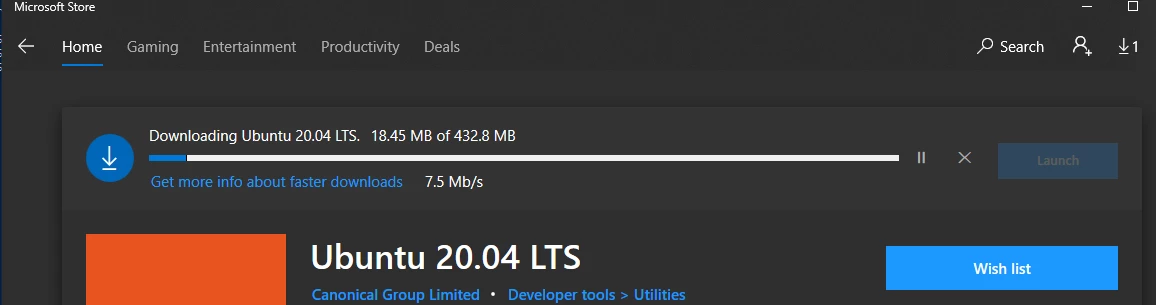 Microsoft Store
Home Gaming Entertainment Productivity Deals Search 1
Downloading Ubuntu 20.04 LTS. 18.45 MB of 432.8 MB
Launch
Get more info about faster downloads 7.5 Mb/s
Ubuntu 20.04 LTS
Wish list
Canonical Group Limited • Developer tools > Utilities